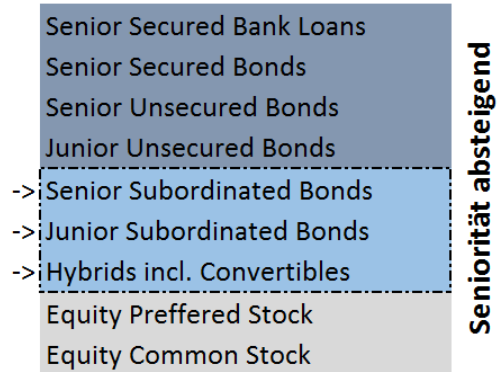 Senior Secured Bank Loans
Senior Secured Bonds
Senior Unsecured Bonds
Junior Unsecured Bonds
-> Senior Subordinated Bonds
-> Junior Subordinated Bonds
-> Hybrids incl. Convertibles
Equity Preffered Stock
Equity Common Stock
Seniorität absteigend